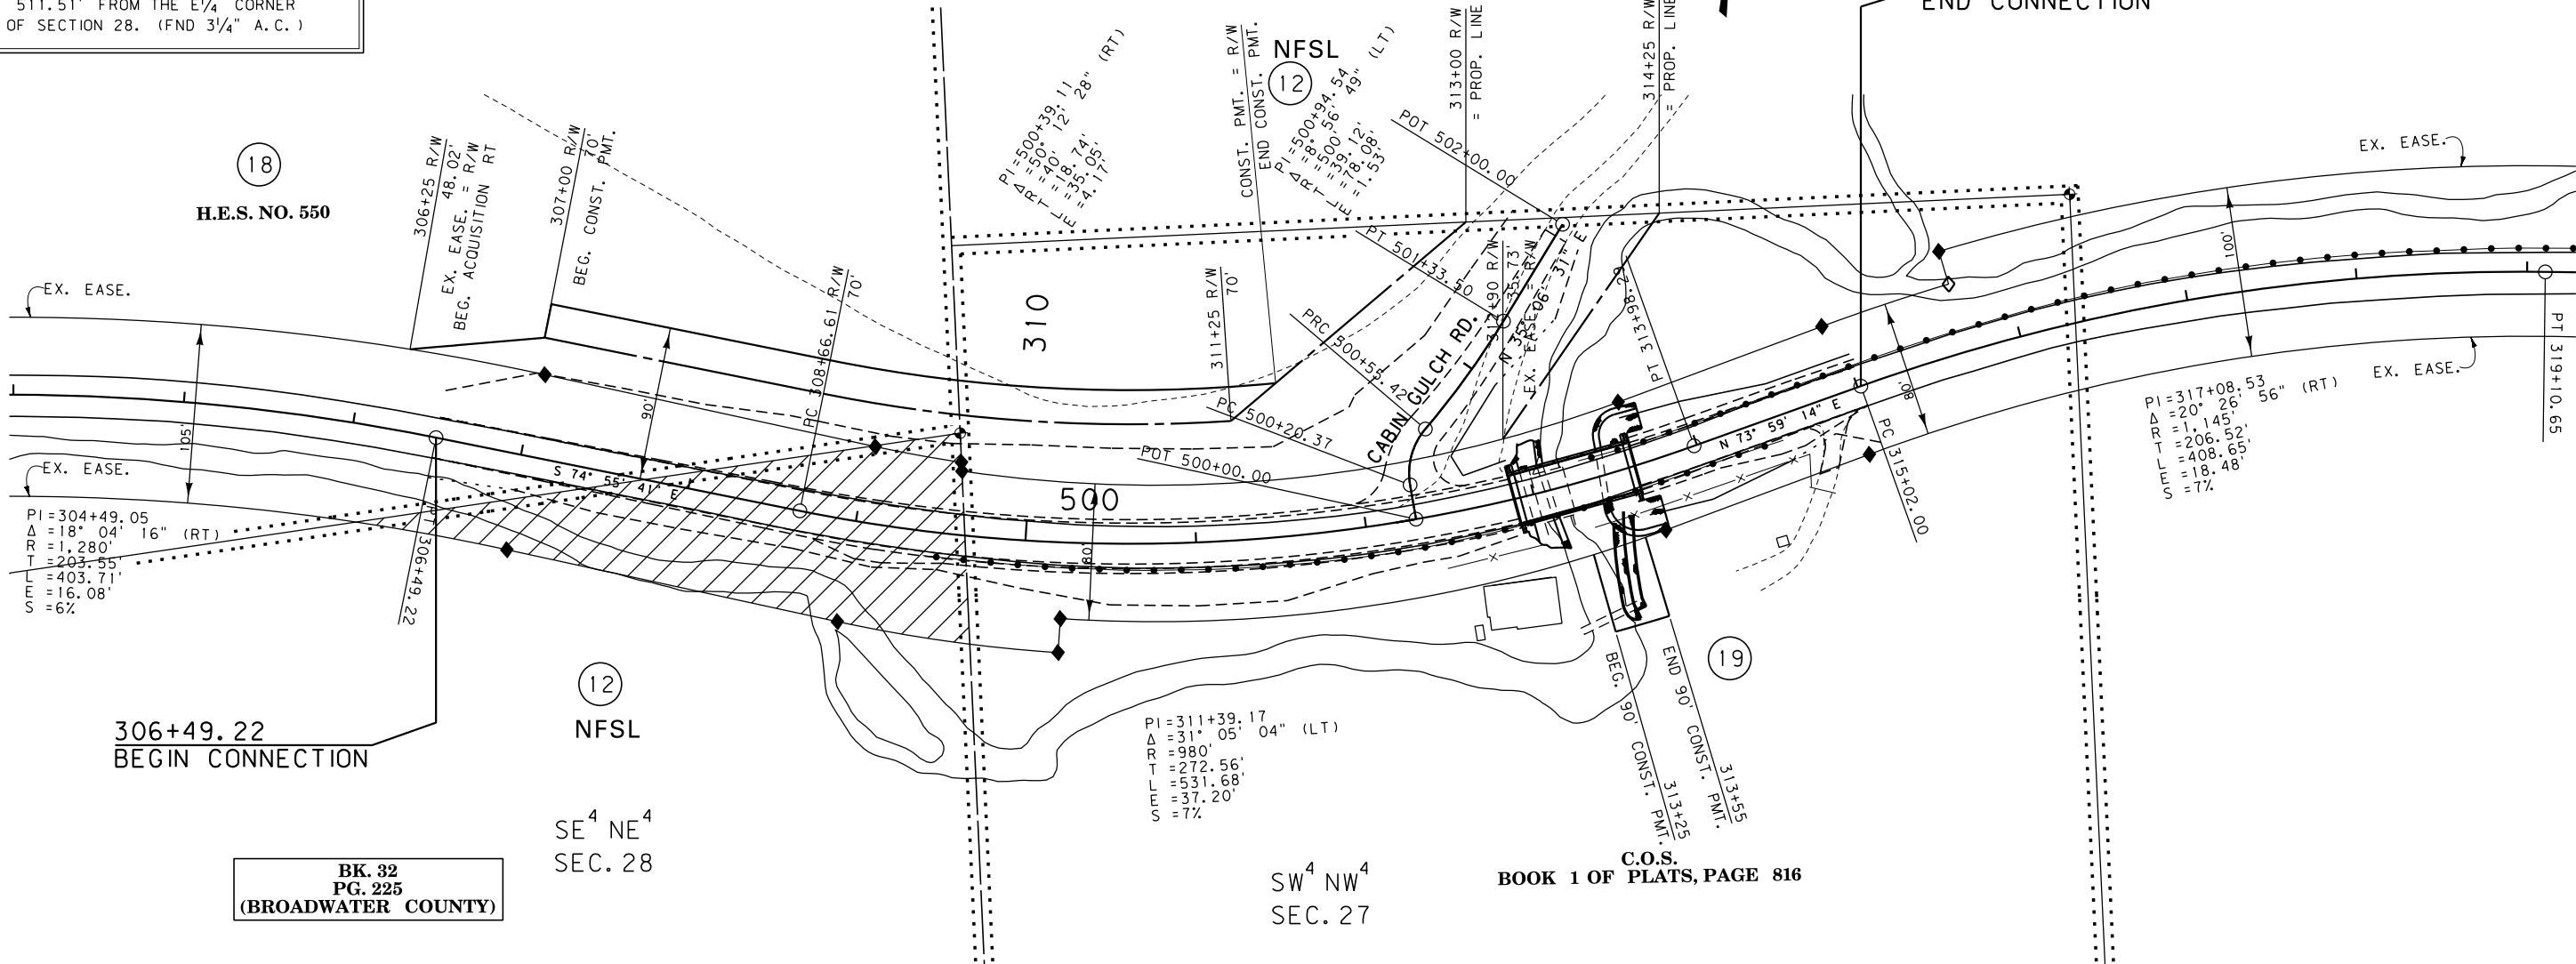 511.51' FROM THE E1/4 CORNER
OF SECTION 28. (FND 3 1/4" A.C.)
END CONNECTION
18
H.E.S. NO. 550
306+25 R/W
48.02'
EX. EASE. = R/W
BEG. ACQUISITION RT
307+00 R/W
70'
BEG. CONST. PMT.
PI=500+39.11
Δ =50° 12' 28" (RT)
R =40'
T =18.74'
L =35.05'
E =4.17'
CONST. PMT. = R/W
END CONST. PMT.
NFSL
12
PI=500+94.54
Δ =8° 56' 49" (LT)
R =500'
T =39.12'
L =78.08'
E =1.53'
313+00 R/W
= PROP. LINE
314+25 R/W
= PROP. LINE
POT 502+00.00
PT 501+33.50
PRC 500+55.42
PC 500+20.37
POT 500+00.00
CABIN GULCH RD.
N 35° 06' 31" E
312+90 R/W
35.73'
EX. EASE. = R/W
PT 313+98.29
311+25 R/W
70'
RC 308+66.61 R/W
70'
310
500
EX. EASE.
EX. EASE.
105'
90'
80'
80'
100'
S 74° 55' 41" E
N 73° 59' 14" E
PT 306+49.22
PC 315+02.00
PT 319+10.65
EX. EASE.
EX. EASE.
PI=304+49.05
Δ =18° 04' 16" (RT)
R =1,280'
T =203.55'
L =403.71'
E =16.08'
S =6%
PI=317+08.53
Δ =20° 26' 56" (RT)
R =1,145'
T =206.52'
L =408.65'
E =18.48'
S =7%
306+49.22
BEGIN CONNECTION
12
NFSL
19
PI=311+39.17
Δ =31° 05' 04" (LT)
R =980'
T =272.56'
L =531.68'
E =37.20'
S =7%
BEG. 90' CONST. PMT.
313+25
END 90' CONST. PMT.
313+55
SE4 NE4
SEC. 28
SW4 NW4
SEC. 27
BK. 32
PG. 225
(BROADWATER COUNTY)
C.O.S.
BOOK 1 OF PLATS, PAGE 816